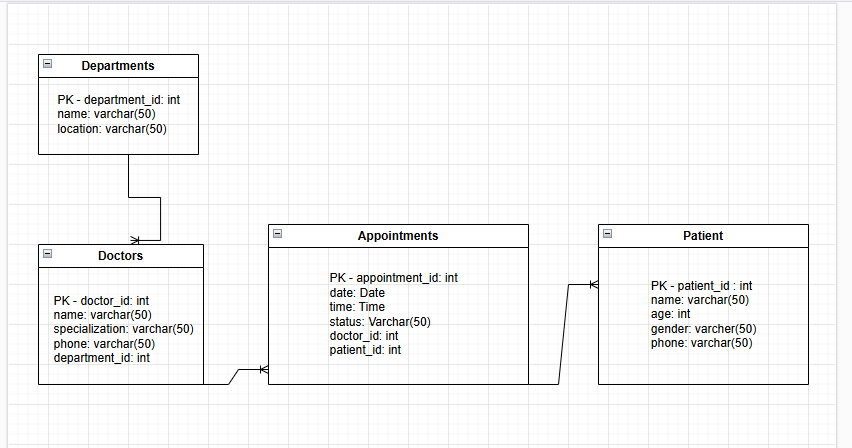 Departments
PK - department_id: int
name: varchar(50)
location: varchar(50)
Doctors
PK - doctor_id: int
name: varchar(50)
specialization: varchar(50)
phone: varchar(50)
department_id: int
Appointments
PK - appointment_id: int
date: Date
time: Time
status: Varchar(50)
doctor_id: int
patient_id: int
Patient
PK - patient_id : int
name: varchar(50)
age: int
gender: varcher(50)
phone: varchar(50)